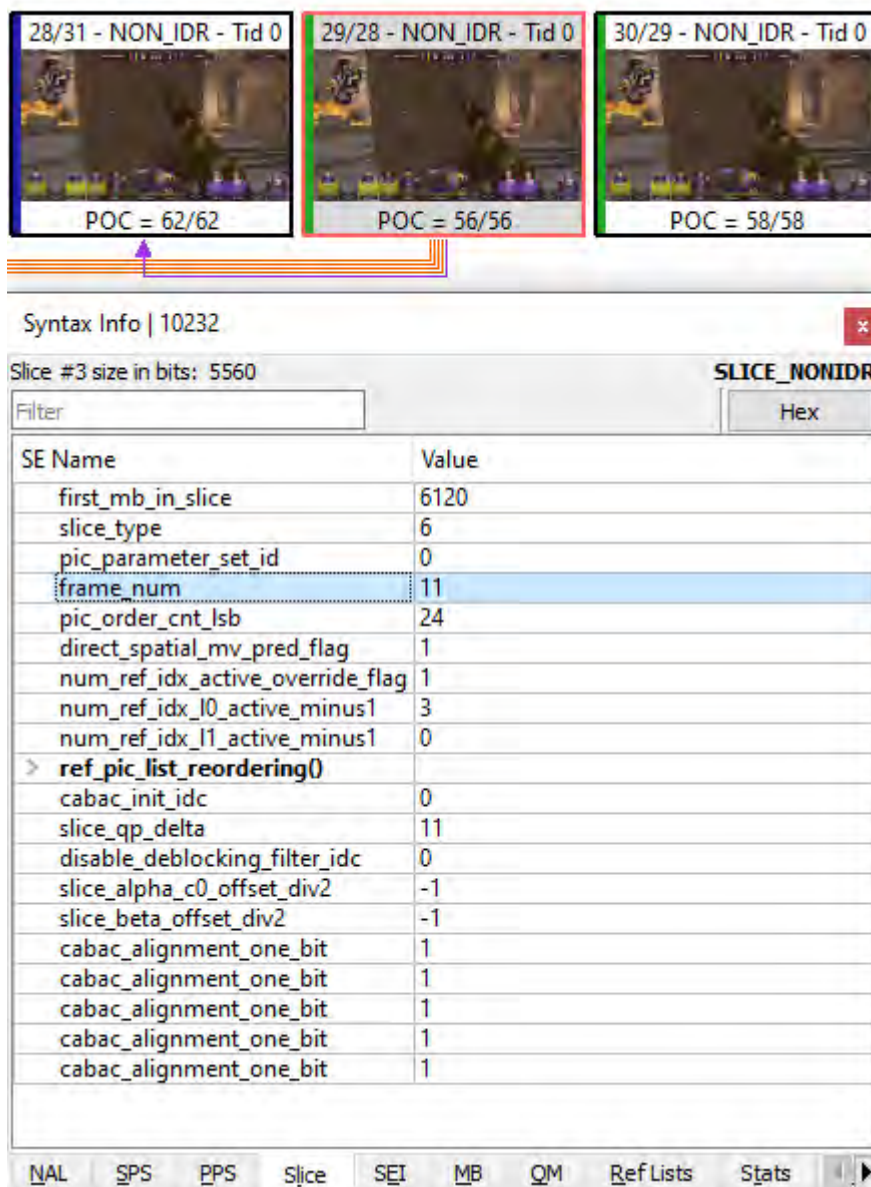 28/31 - NON_IDR - Tid 0 29/28 - NON_IDR - Tid 0 30/29 - NON_IDR - Tid 0
POC = 62/62 POC = 56/56 POC = 58/58
Syntax Info | 10232 x
Slice #3 size in bits: 5560 SLICE_NONIDR
Filter Hex
SE Name Value
first_mb_in_slice 6120
slice_type 6
pic_parameter_set_id 0
frame_num 11
pic_order_cnt_lsb 24
direct_spatial_mv_pred_flag 1
num_ref_idx_active_override_flag 1
num_ref_idx_l0_active_minus1 3
num_ref_idx_l1_active_minus1 0
> ref_pic_list_reordering()
cabac_init_idc 0
slice_qp_delta 11
disable_deblocking_filter_idc 0
slice_alpha_c0_offset_div2 -1
slice_beta_offset_div2 -1
cabac_alignment_one_bit 1
cabac_alignment_one_bit 1
cabac_alignment_one_bit 1
cabac_alignment_one_bit 1
cabac_alignment_one_bit 1
NAL SPS PPS Slice SEI MB QM Ref Lists Stats